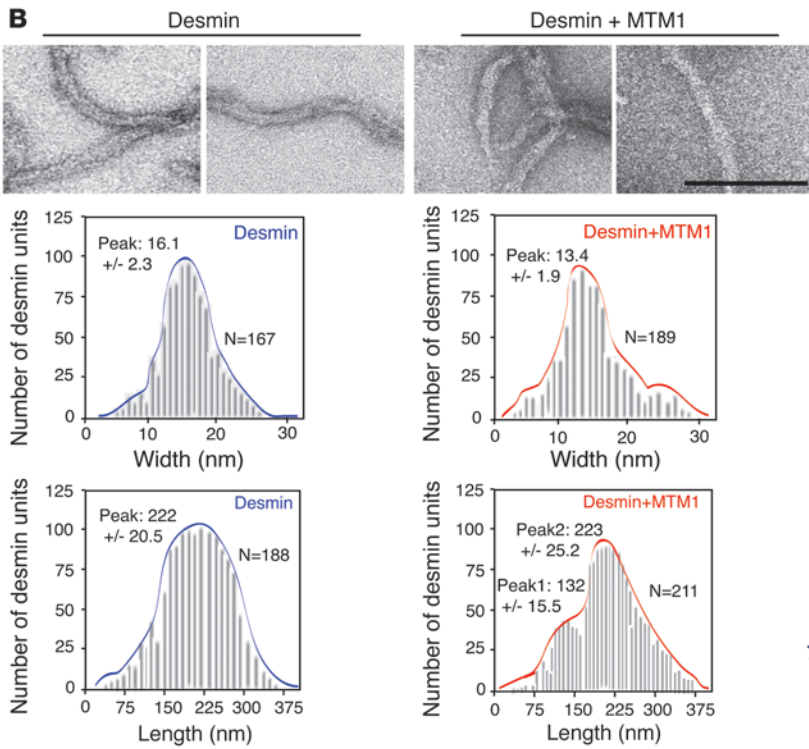 B
Desmin
Desmin + MTM1
125
100
75
50
25
0
Number of desmin units
Peak: 16.1
+/- 2.3
Desmin
N=167
0 10 20 30
Width (nm)
125
100
75
50
25
0
Number of desmin units
Desmin+MTM1
Peak: 13.4
+/- 1.9
N=189
0 10 20 30
Width (nm)
125
100
75
50
25
0
Number of desmin units
Desmin
Peak: 222
+/- 20.5
N=188
0 75 150 225 300 375
Length (nm)
125
100
75
50
25
0
Number of desmin units
Desmin+MTM1
Peak2: 223
+/- 25.2
Peak1: 132
+/- 15.5
N=211
0 75 150 225 300 375
Length (nm)